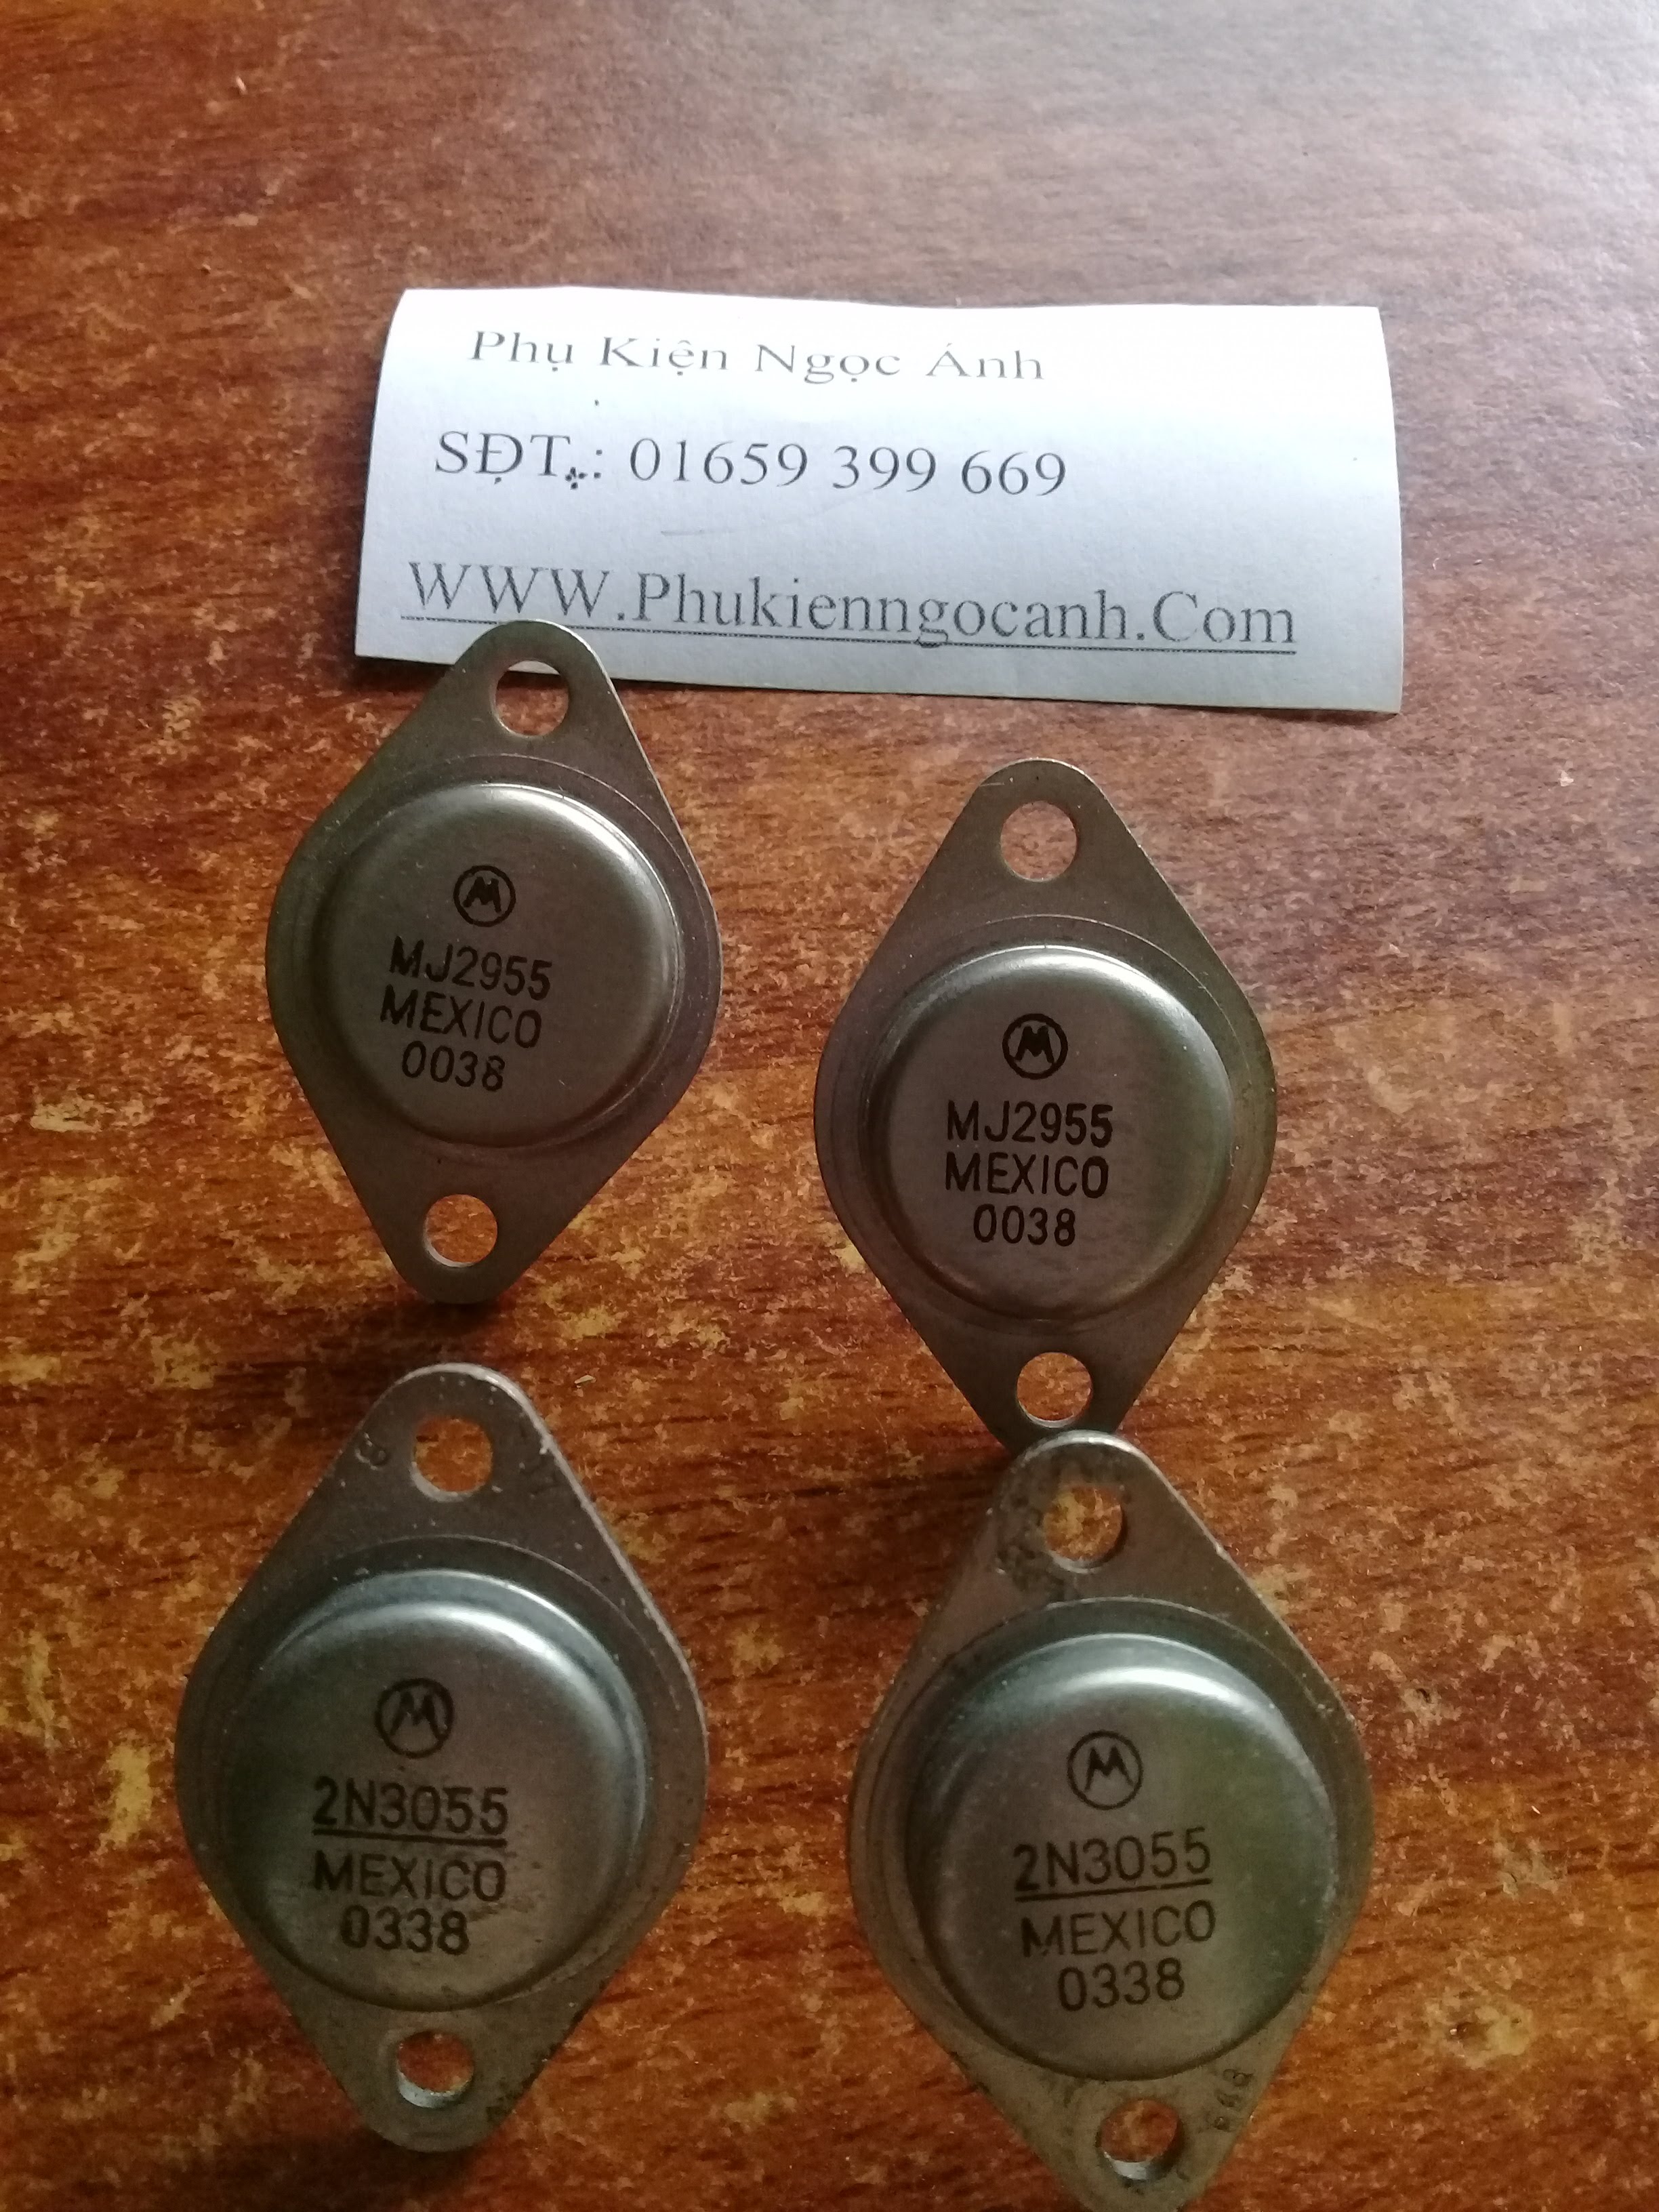 Phụ Kiện Ngọc Ánh
SĐT.: 01659 399 669
WWW.Phukienngocanh.Com
MJ2955
MEXICO
0038
MJ2955
MEXICO
0038
2N3055
MEXICO
0338
2N3055
MEXICO
0338